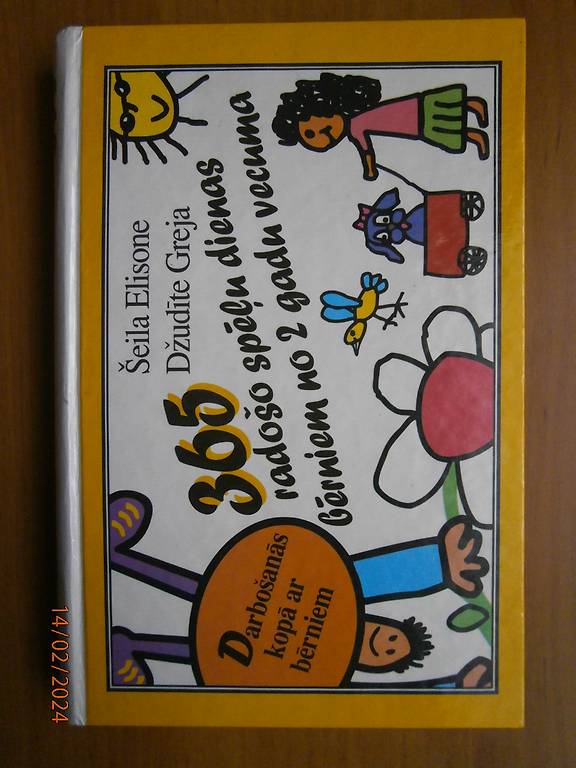 Šeila Elisone
Džudīte Greja
365
radošo spēļu dienas
bērniem no 2 gadu vecuma
Darbošanās
kopā ar
bērniem
14/02/2024